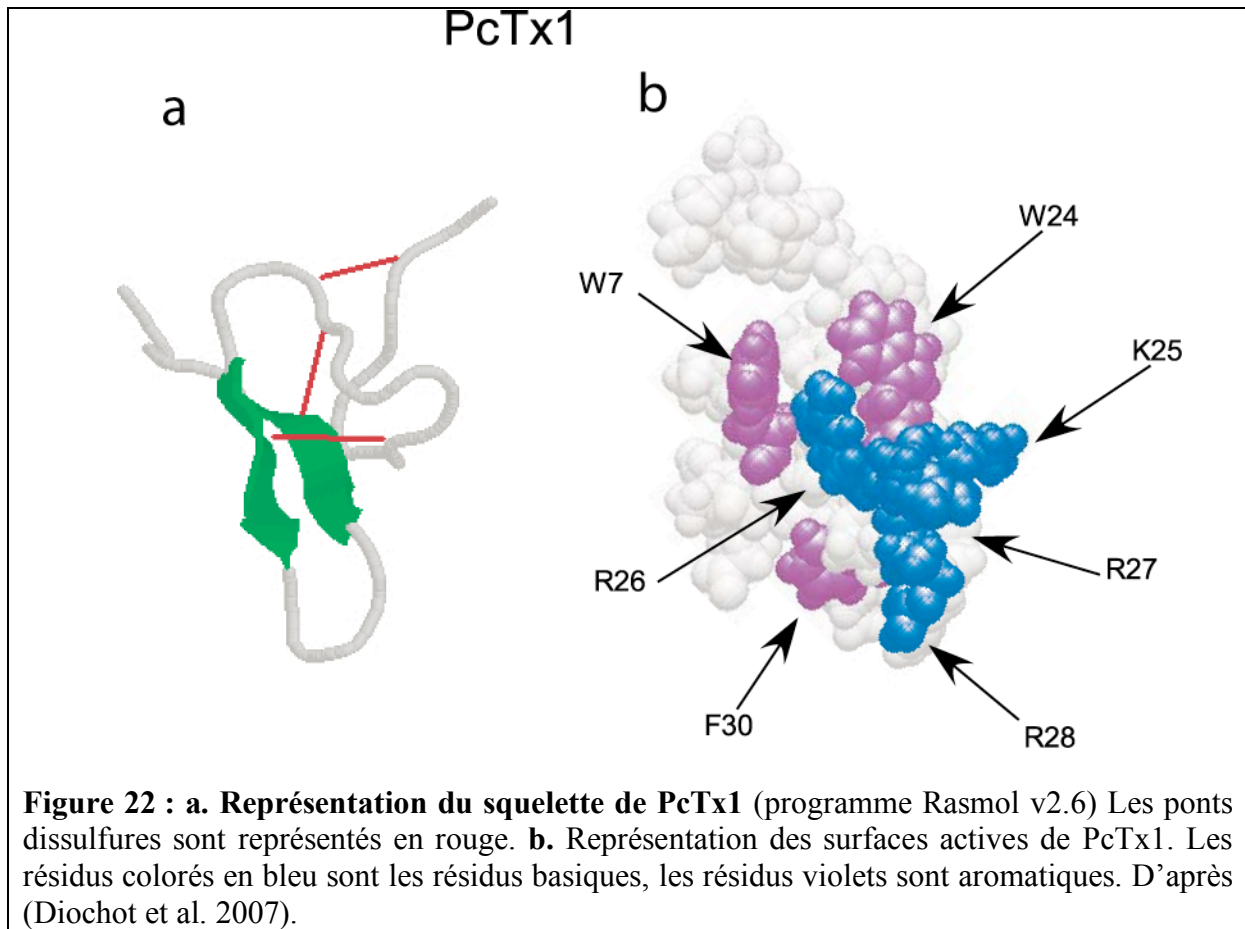 PcTx1
a
b
W24
W7
K25
R26
R27
F30
R28
Figure 22 : a. Représentation du squelette de PcTx1 (programme Rasmol v2.6) Les ponts
dissulfures sont représentés en rouge. b. Représentation des surfaces actives de PcTx1. Les
résidus colorés en bleu sont les résidus basiques, les résidus violets sont aromatiques. D’après
(Diochot et al. 2007).